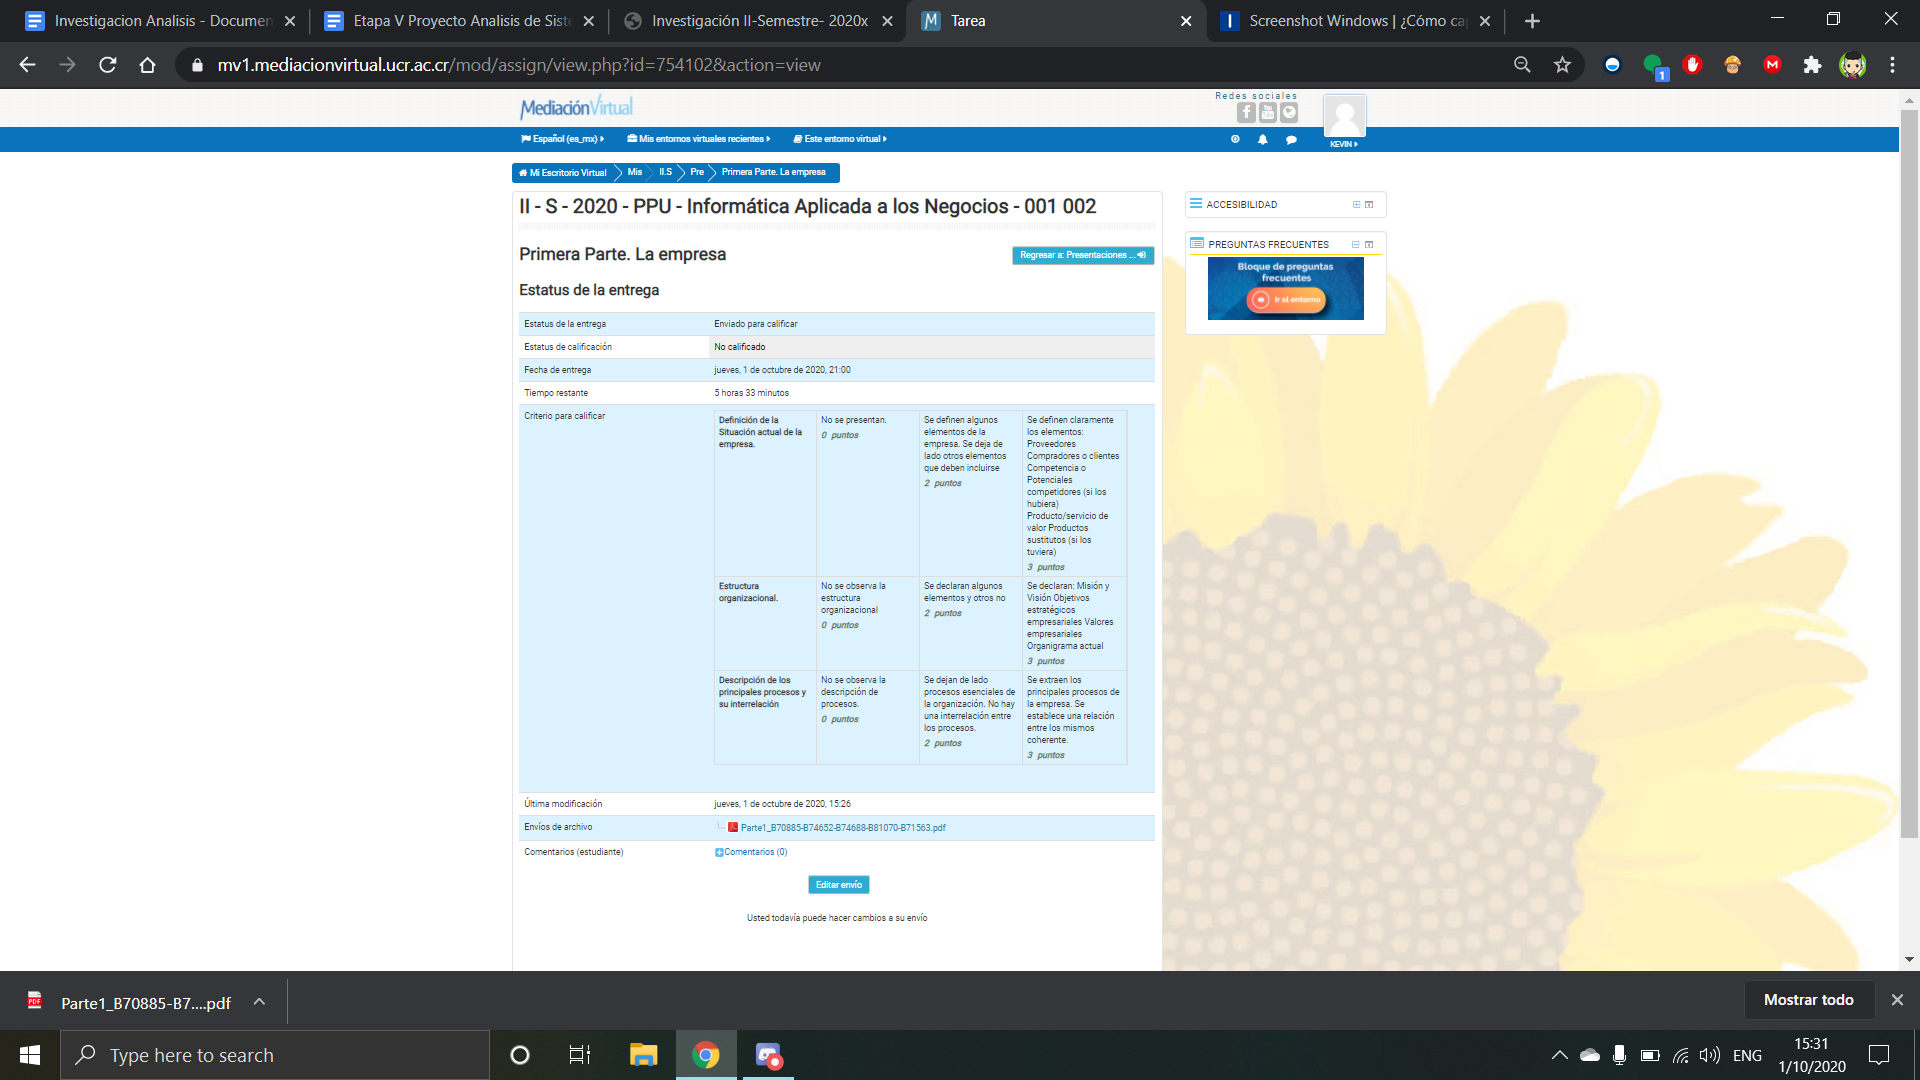 Investigacion Analisis - Documen
Etapa V Proyecto Analisis de Siste
Investigación II-Semestre- 2020x
Tarea
Screenshot Windows | ¿Cómo ca
mv1.mediacionvirtual.ucr.ac.cr/mod/assign/view.php?id=754102&action=view
1
MediaciónVirtual
Redes sociales
Español (es_mx)
Mis entornos virtuales recientes
Este entorno virtual
KEVIN
Mi Escritorio Virtual
Mis
II.S
Pre
Primera Parte. La empresa
II - S - 2020 - PPU - Informática Aplicada a los Negocios - 001 002
Primera Parte. La empresa
Regresar a: Presentaciones ...
Estatus de la entrega
Estatus de la entrega
Enviado para calificar
Estatus de calificación
No calificado
Fecha de entrega
jueves, 1 de octubre de 2020, 21:00
Tiempo restante
5 horas 33 minutos
Criterio para calificar
Definición de la
Situación actual de la
empresa.
No se presentan.
0 puntos
Se definen algunos
elementos de la
empresa. Se deja de
lado otros elementos
que deben incluirse
2 puntos
Se definen claramente
los elementos:
Proveedores
Compradores o clientes
Competencia o
Potenciales
competidores (si los
hubiera)
Producto/servicio de
valor Productos
sustitutos (si los
tuviera)
3 puntos
Estructura
organizacional.
No se observa la
estructura
organizacional
0 puntos
Se declaran algunos
elementos y otros no
2 puntos
Se declaran: Misión y
Visión Objetivos
estratégicos
empresariales Valores
empresariales
Organigrama actual
3 puntos
Descripción de los
principales procesos y
su interrelación
No se observa la
descripción de
procesos.
0 puntos
Se dejan de lado
procesos esenciales de
la organización. No hay
una interrelación entre
los procesos.
2 puntos
Se extraen los
principales procesos de
la empresa. Se
establece una relación
entre los mismos
coherente.
3 puntos
Última modificación
jueves, 1 de octubre de 2020, 15:26
Envíos de archivo
Parte1_B70885-B74652-B74688-B81070-B71563.pdf
Comentarios (estudiante)
Comentarios (0)
Editar envío
Usted todavía puede hacer cambios a su envío
ACCESIBILIDAD
PREGUNTAS FRECUENTES
Bloque de preguntas
frecuentes
Ir al entorno
Parte1_B70885-B7....pdf
Mostrar todo
Type here to search
ENG
15:31
1/10/2020